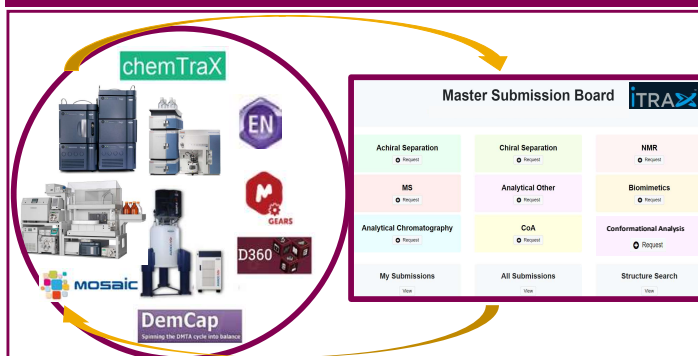 chemTraX
EN
GEARS
D360
MOSAIC
DemCap
Spinning the DMTA cycle into balance
Master Submission Board
iTRAX
Achiral Separation
Request
Chiral Separation
Request
NMR
Request
MS
Request
Analytical Other
Request
Biomimetics
Request
Analytical Chromatography
Request
CoA
Request
Conformational Analysis
Request
My Submissions
View
All Submissions
View
Structure Search
View